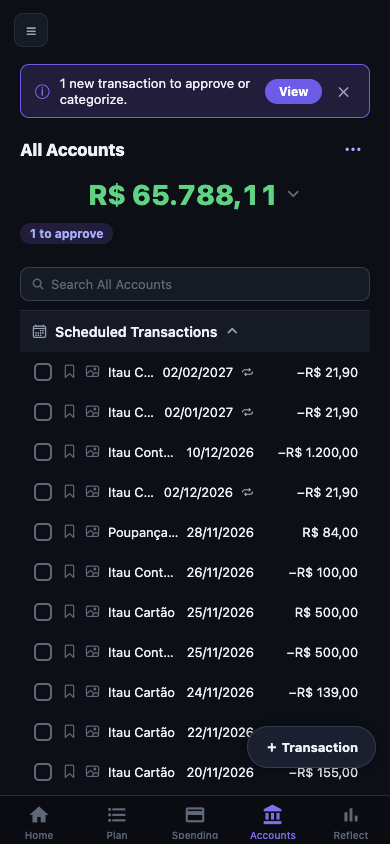 1 new transaction to approve or
categorize.
View
All Accounts
R$ 65.788,11
1 to approve
Search All Accounts
Scheduled Transactions
Itau C... 02/02/2027 −R$ 21,90
Itau C... 02/01/2027 −R$ 21,90
Itau Cont... 10/12/2026 −R$ 1.200,00
Itau C... 02/12/2026 −R$ 21,90
Poupança... 28/11/2026 R$ 84,00
Itau Cont... 26/11/2026 −R$ 100,00
Itau Cartão 25/11/2026 R$ 500,00
Itau Cont... 25/11/2026 −R$ 500,00
Itau Cartão 24/11/2026 −R$ 139,00
Itau Cartão 22/11/2026
+ Transaction
Itau Cartão 20/11/2026 −R$ 155,00
Home Plan Spending Accounts Reflect